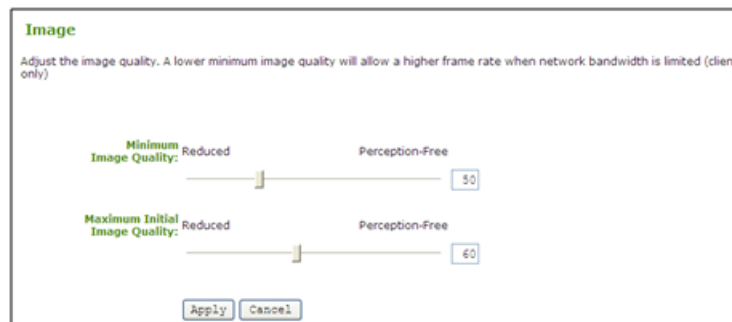 Image
Adjust the image quality. A lower minimum image quality will allow a higher frame rate when network bandwidth is limited (clien
only)
Minimum
Image Quality: Reduced Perception-Free
50
Maximum Initial
Image Quality: Reduced Perception-Free
60
Apply Cancel